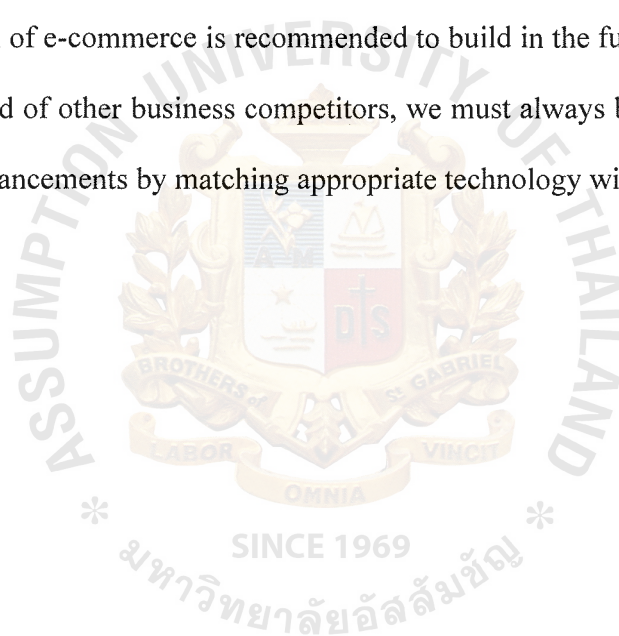 of e-commerce is recommended to build in the fu
d of other business competitors, we must always b
ancements by matching appropriate technology wi
ASSUMPTION UNIVERSITY OF THAILAND
A M
D S
BROTHERS of St GABRIEL
LABOR OMNIA VINCIT
* SINCE 1969 *
มหาวิทยาลัยอัสสัมชัญ